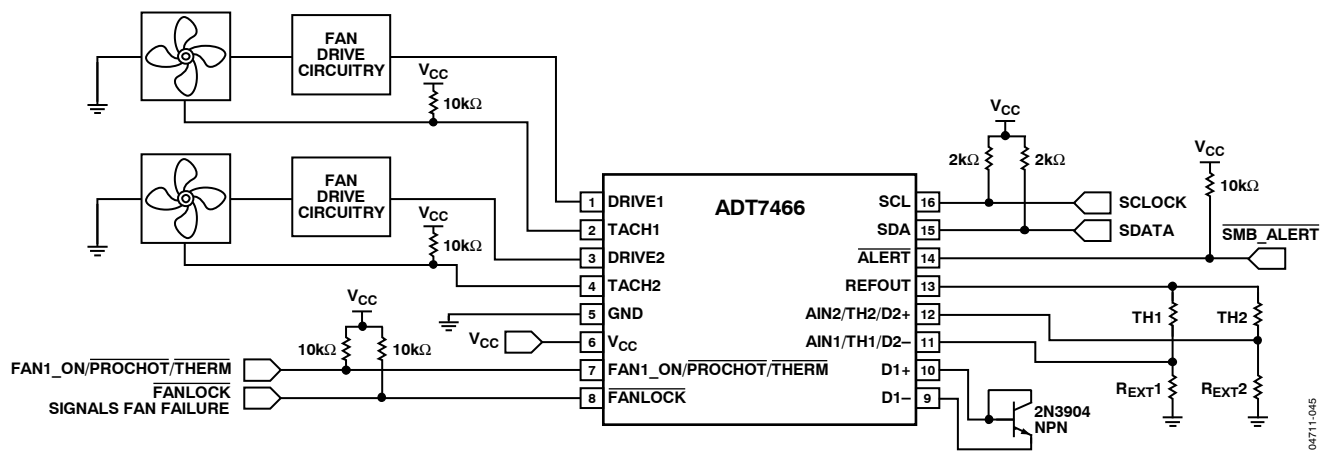 FAN
DRIVE
CIRCUITRY
VCC
10kΩ
FAN
DRIVE
CIRCUITRY
VCC
10kΩ
VCC
10kΩ
10kΩ
FAN1_ON/PROCHOT/THERM
FANLOCK
SIGNALS FAN FAILURE
VCC
ADT7466
1 DRIVE1
2 TACH1
3 DRIVE2
4 TACH2
5 GND
6 VCC
7 FAN1_ON/PROCHOT/THERM
8 FANLOCK
SCL 16
SDA 15
ALERT 14
REFOUT 13
AIN2/TH2/D2+ 12
AIN1/TH1/D2– 11
D1+ 10
D1– 9
VCC
2kΩ
2kΩ
SCLOCK
SDATA
VCC
10kΩ
SMB_ALERT
TH1
TH2
REXT1
REXT2
2N3904
NPN
04711-045